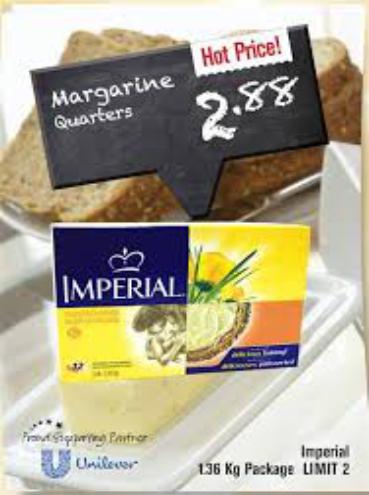 Hot Price!
Margarine
Quarters
2.88
IMPERIAL
Proud Supporting Partner
Unilever
Imperial
1.36 Kg Package LIMIT 2